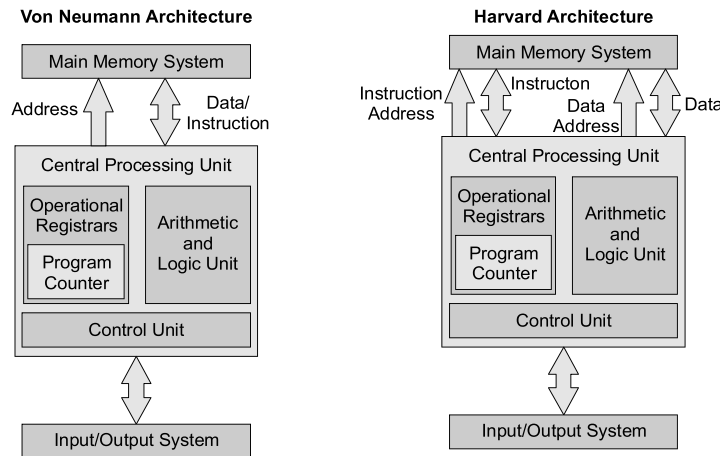 Von Neumann Architecture
Main Memory System
Address
Data/
Instruction
Central Processing Unit
Operational
Registrars
Program
Counter
Arithmetic
and
Logic Unit
Control Unit
Input/Output System
Harvard Architecture
Main Memory System
Instruction
Address
Instructon
Data
Address
Data
Central Processing Unit
Operational
Registrars
Program
Counter
Arithmetic
and
Logic Unit
Control Unit
Input/Output System